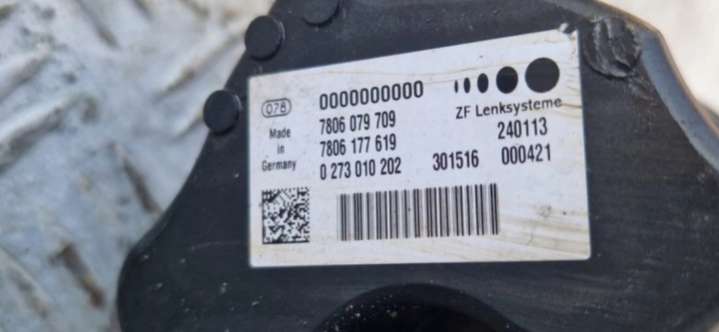 078 0000000000
ZF Lenksysteme
Made in Germany
7806 079 709
240113
7806 177 619
0 273 010 202 301516 000421